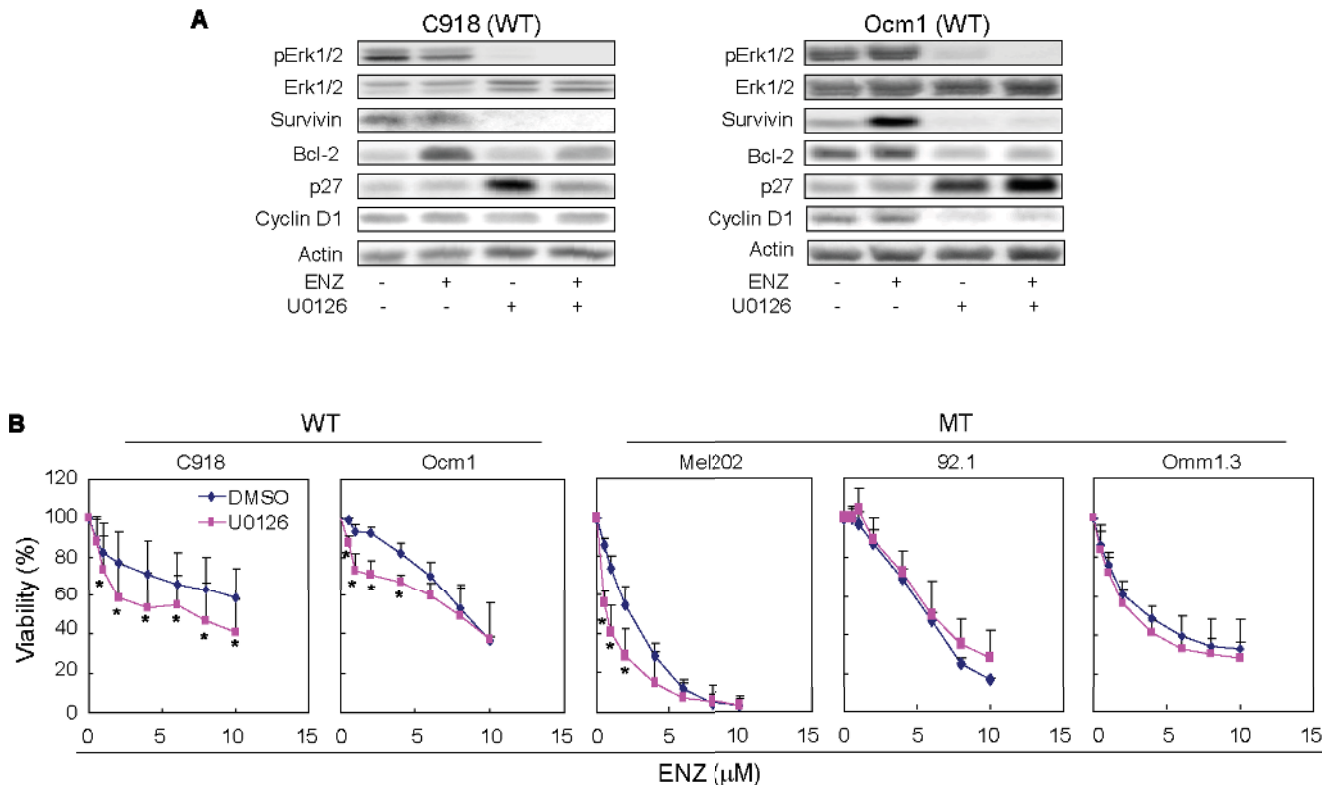 A
C918 (WT)
pErk1/2
Erk1/2
Survivin
Bcl-2
p27
Cyclin D1
Actin
ENZ - + - +
U0126 - - + +
Ocm1 (WT)
pErk1/2
Erk1/2
Survivin
Bcl-2
p27
Cyclin D1
Actin
ENZ - + - +
U0126 - - + +
B
WT
MT
C918
Ocm1
Mel202
92.1
Omm1.3
Viability (%)
120
100
80
60
40
20
0
DMSO
U0126
* * * * * *
* * * *
* * *
0 5 10 15
0 5 10 15
0 5 10 15
0 5 10 15
0 5 10 15
ENZ (μM)